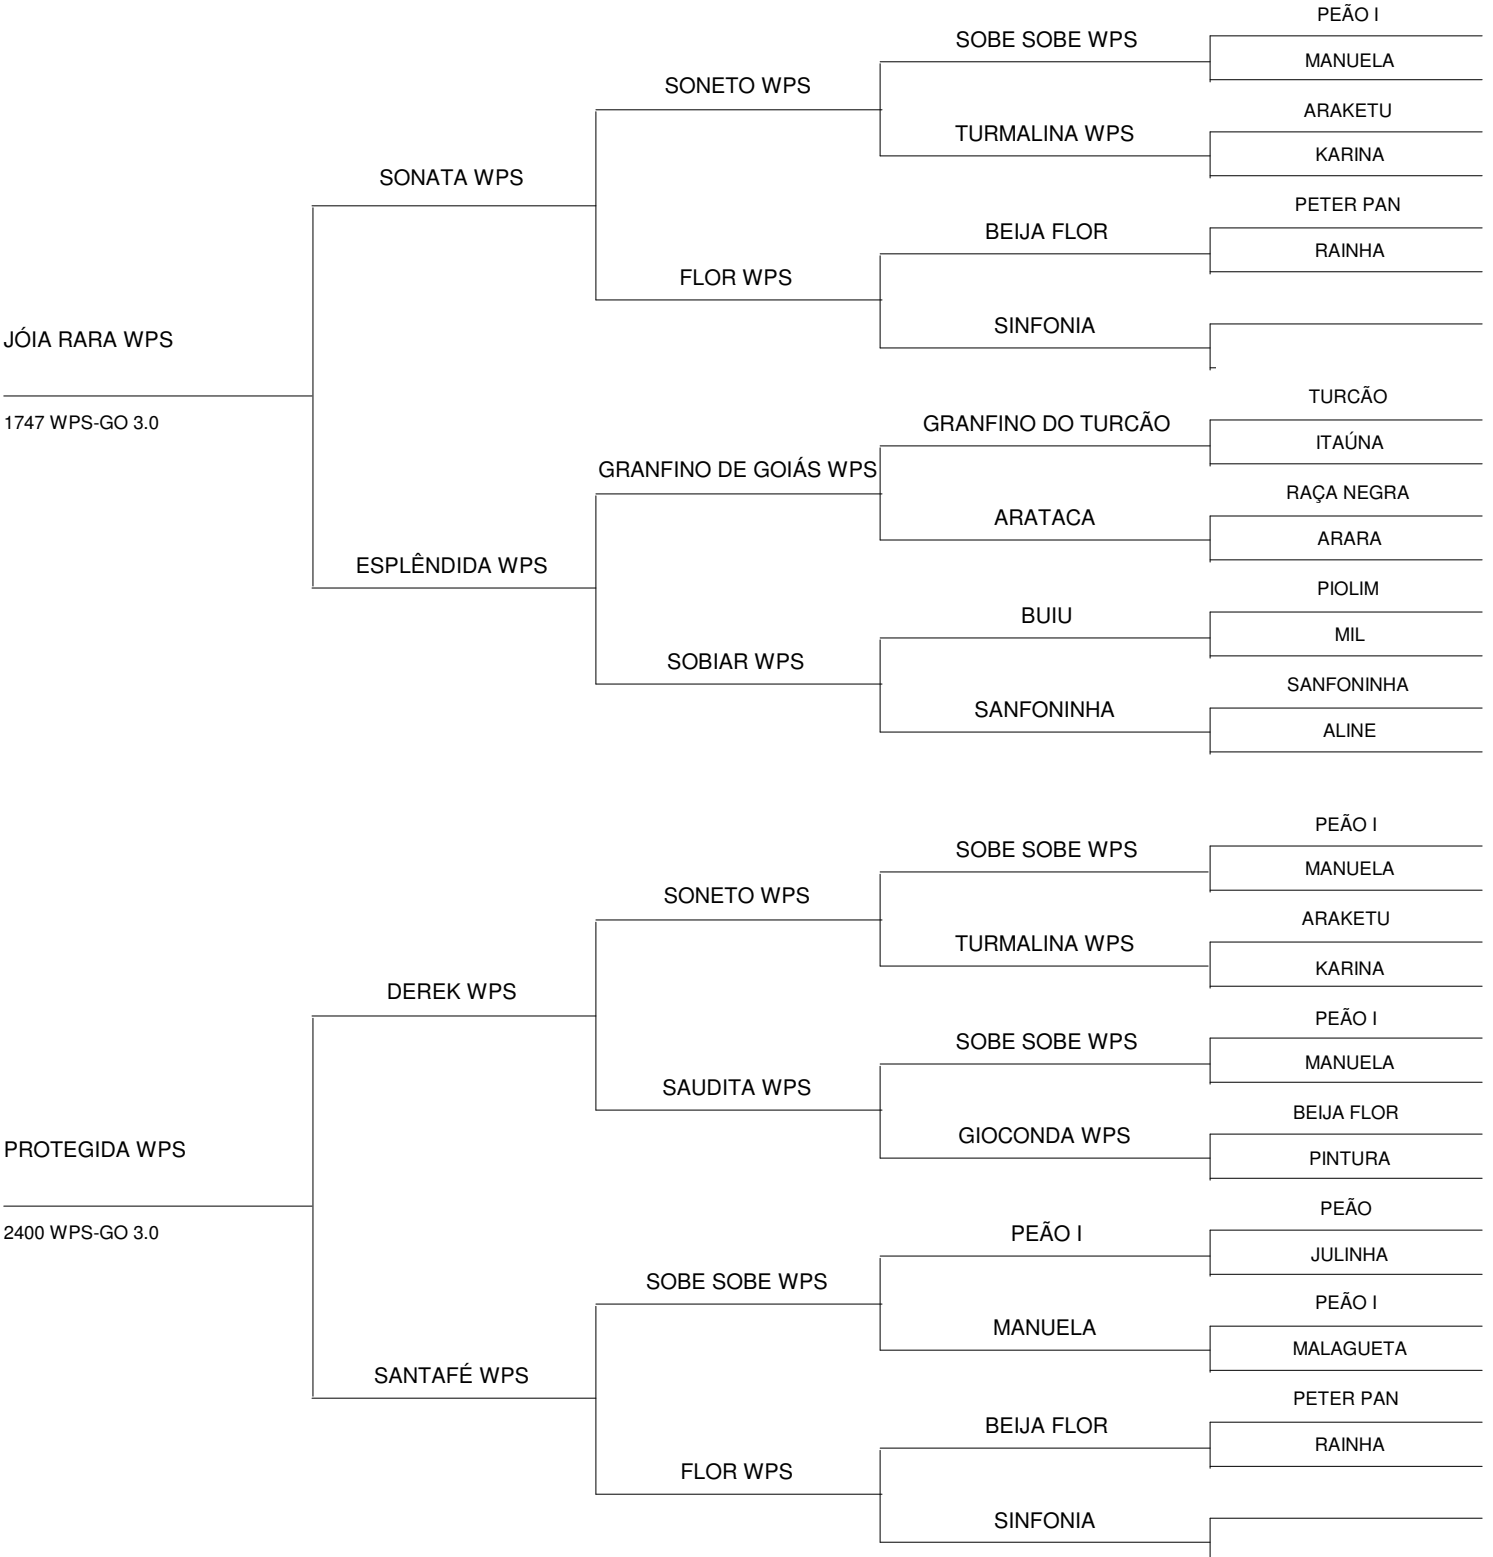 PEÃO I
SOBE SOBE WPS
MANUELA
SONETO WPS
ARAKETU
TURMALINA WPS
KARINA
SONATA WPS
PETER PAN
BEIJA FLOR
RAINHA
FLOR WPS
SINFONIA
JÓIA RARA WPS
1747 WPS-GO 3.0
TURCÃO
GRANFINO DO TURCÃO
ITAÚNA
GRANFINO DE GOIÁS WPS
RAÇA NEGRA
ARATACA
ARARA
ESPLÊNDIDA WPS
PIOLIM
BUIU
MIL
SOBIAR WPS
SANFONINHA
SANFONINHA
ALINE
PEÃO I
SOBE SOBE WPS
MANUELA
SONETO WPS
ARAKETU
TURMALINA WPS
KARINA
DEREK WPS
PEÃO I
SOBE SOBE WPS
MANUELA
SAUDITA WPS
BEIJA FLOR
GIOCONDA WPS
PINTURA
PROTEGIDA WPS
2400 WPS-GO 3.0
PEÃO
PEÃO I
JULINHA
SOBE SOBE WPS
PEÃO I
MANUELA
MALAGUETA
SANTAFÉ WPS
PETER PAN
BEIJA FLOR
RAINHA
FLOR WPS
SINFONIA